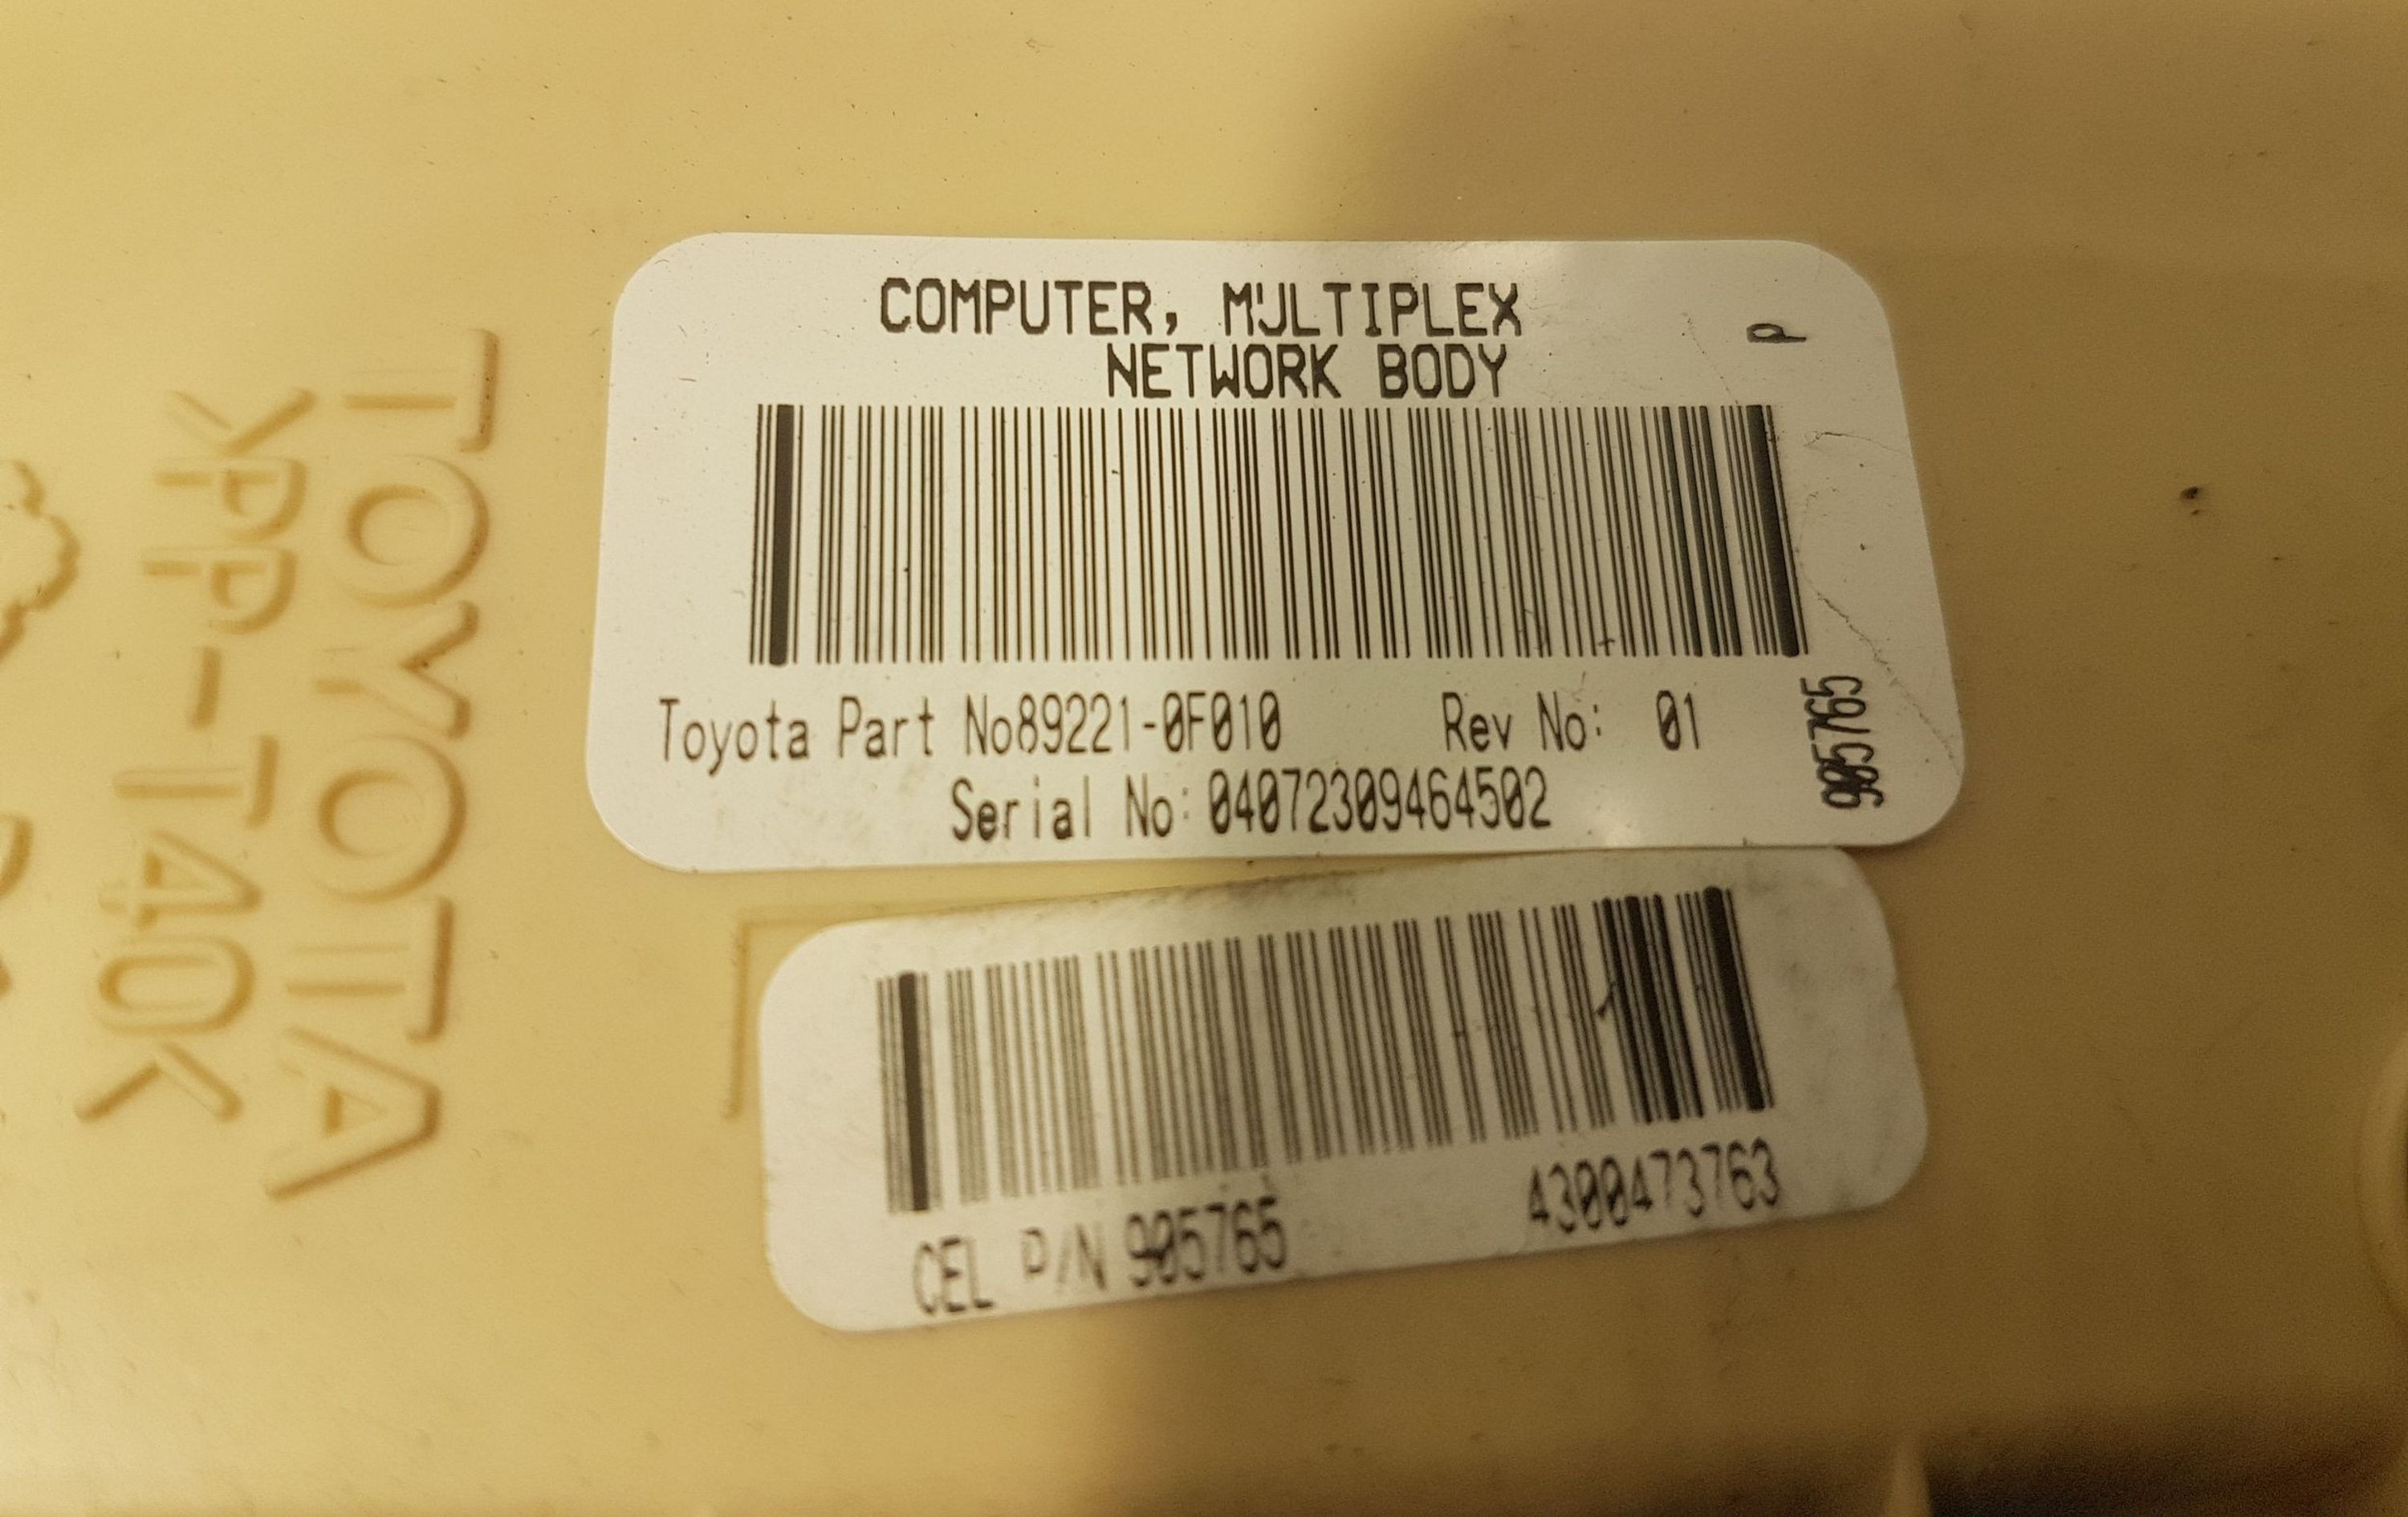 COMPUTER, MULTIPLEX
NETWORK BODY
P
Toyota Part No89221-0F010 Rev No: 01
Serial No: 04072309464502
905765
CEL P/N 905765 4300473763
TOYOTA
>PP-T40<